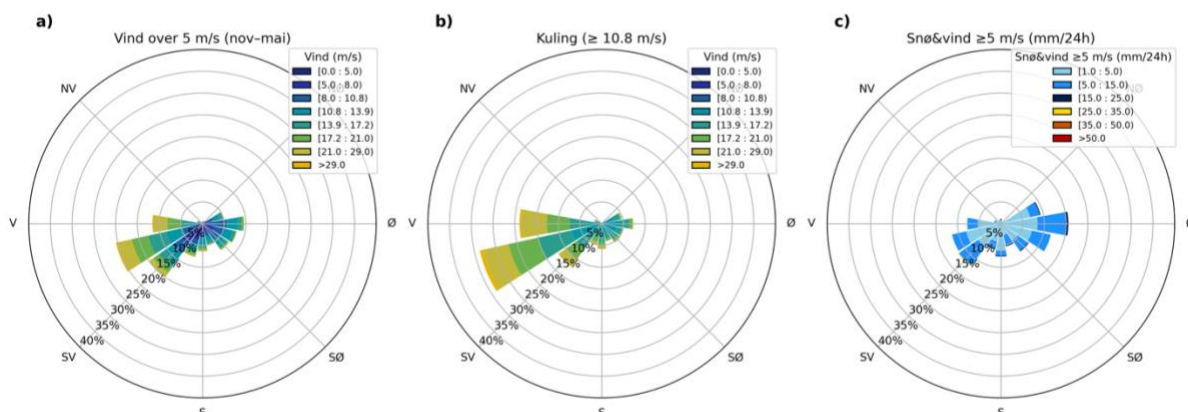 a)
Vind over 5 m/s (nov–mai)
Vind (m/s)
[0.0 : 5.0)
[5.0 : 8.0)
[8.0 : 10.8)
[10.8 : 13.9)
[13.9 : 17.2)
[17.2 : 21.0)
[21.0 : 29.0)
>29.0
NV
NØ
V
Ø
5%
10%
15%
20%
25%
30%
35%
40%
SV
SØ
S
b)
Kuling (≥ 10.8 m/s)
Vind (m/s)
[0.0 : 5.0)
[5.0 : 8.0)
[8.0 : 10.8)
[10.8 : 13.9)
[13.9 : 17.2)
[17.2 : 21.0)
[21.0 : 29.0)
>29.0
NV
NØ
V
Ø
5%
10%
15%
20%
25%
30%
35%
40%
SV
SØ
S
c)
Snø&vind ≥5 m/s (mm/24h)
Snø&vind ≥5 m/s (mm/24h)
[1.0 : 5.0)
[5.0 : 15.0)
[15.0 : 25.0)
[25.0 : 35.0)
[35.0 : 50.0)
>50.0
NV
NØ
V
Ø
5%
10%
15%
20%
25%
30%
35%
40%
SV
SØ
S